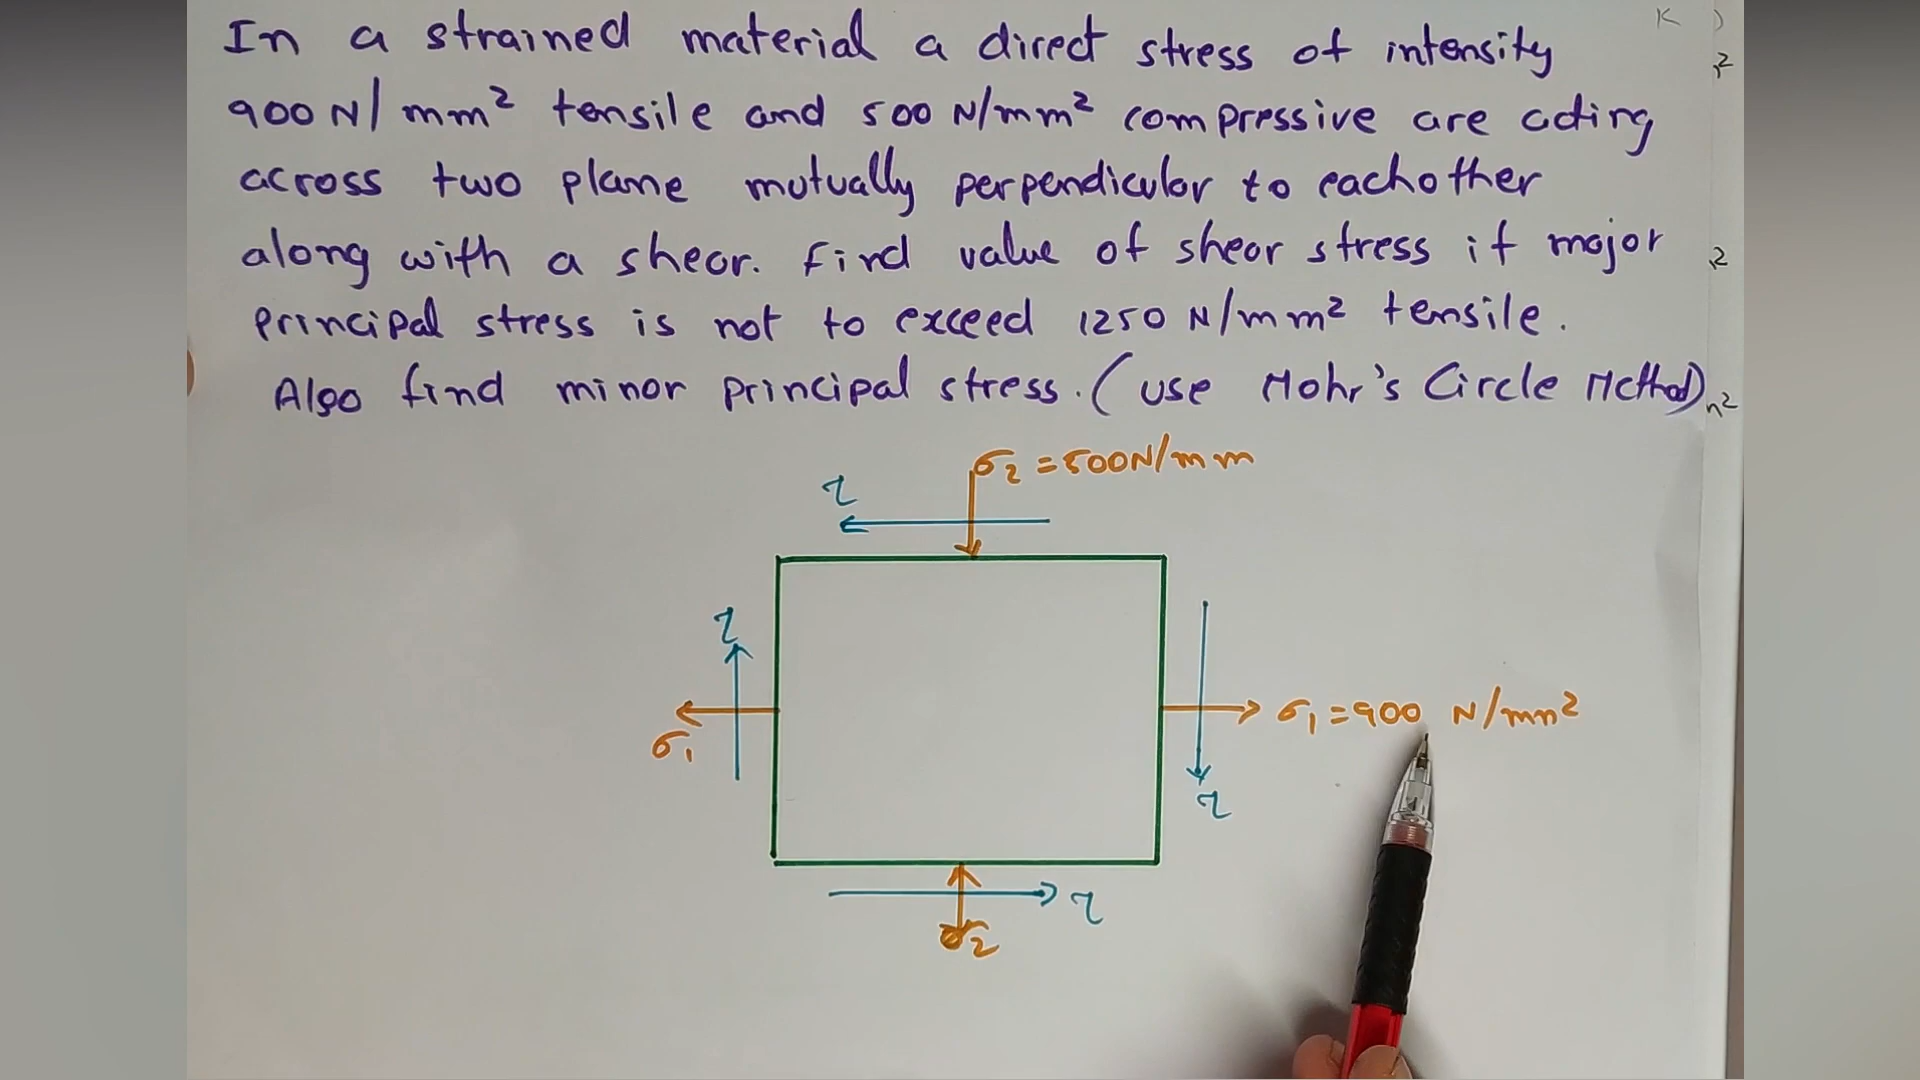 In a strained material a direct stress of intensity
900 N/mm² tensile and 500 N/mm² compressive are acting
across two plane mutually perpendicular to eachother
along with a shear. Find value of shear stress if major
principal stress is not to exceed 1250 N/mm² tensile.
Also find minor principal stress. (use Mohr's Circle Method)
σ2 = 500N/mm
τ
τ
σ1 = 900 N/mm²
σ1
τ
τ
σ2